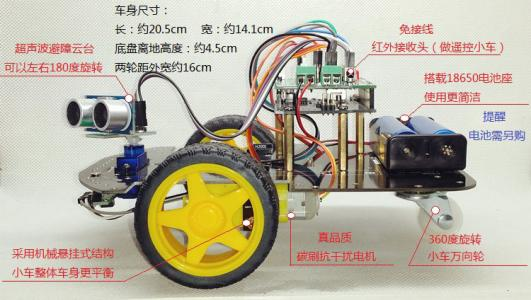 车身尺寸：
长：约20.5cm 宽：约14.1cm
底盘离地高度：约4.5cm
两轮距外宽约16cm
超声波避障云台
可以左右180度旋转
免接线
红外接收头（做遥控小车）
搭载18650电池座
使用更简洁
提醒
电池需另购
采用机械悬挂式结构
小车整体车身更平衡
真品质
碳刷抗干扰电机
360度旋转
小车万向轮